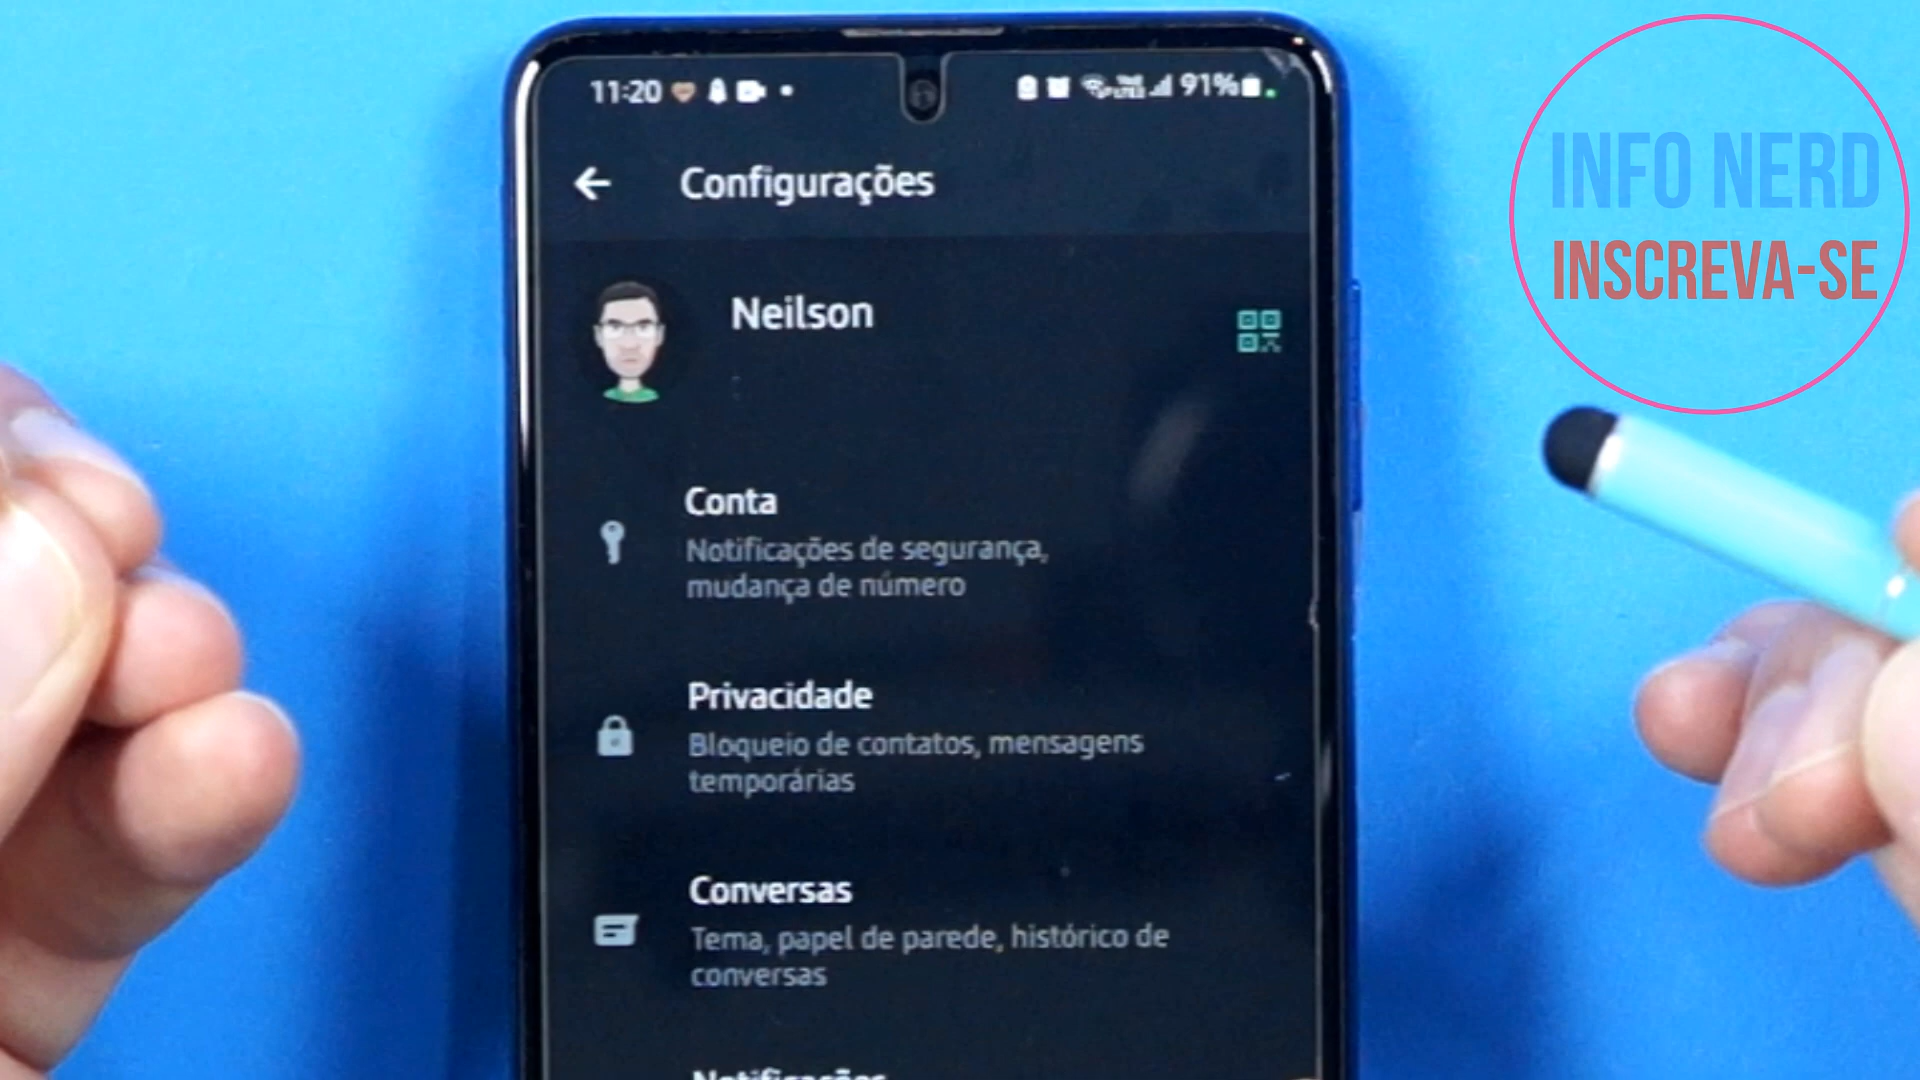 11:20
91%
INFO NERD
INSCREVA-SE
Configurações
Neilson
Conta
Notificações de segurança,
mudança de número
Privacidade
Bloqueio de contatos, mensagens
temporárias
Conversas
Tema, papel de parede, histórico de
conversas
Notificações